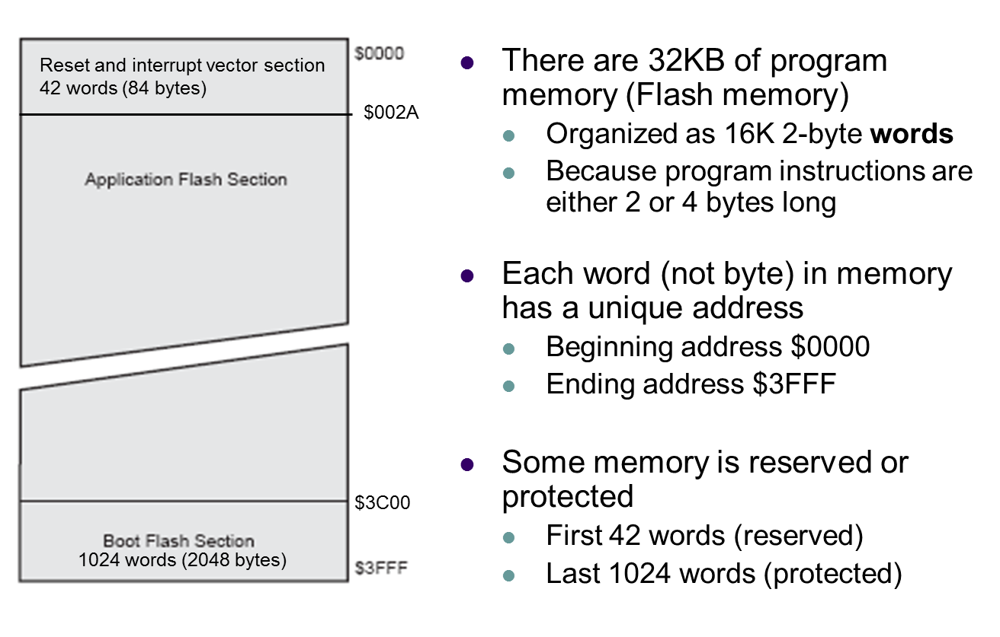 $0000
Reset and interrupt vector section
42 words (84 bytes)
$002A
Application Flash Section
$3C00
Boot Flash Section
1024 words (2048 bytes)
$3FFF
There are 32KB of program
memory (Flash memory)
Organized as 16K 2-byte words
Because program instructions are
either 2 or 4 bytes long
Each word (not byte) in memory
has a unique address
Beginning address $0000
Ending address $3FFF
Some memory is reserved or
protected
First 42 words (reserved)
Last 1024 words (protected)